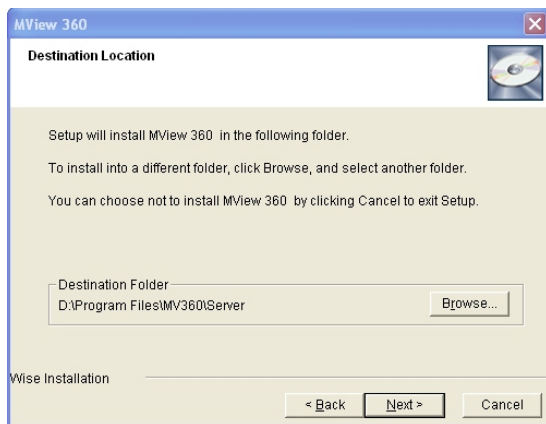 MView 360
Destination Location
Setup will install MView 360 in the following folder.
To install into a different folder, click Browse, and select another folder.
You can choose not to install MView 360 by clicking Cancel to exit Setup.
Destination Folder
D:\Program Files\MV360\Server
Browse...
Wise Installation
< Back
Next >
Cancel